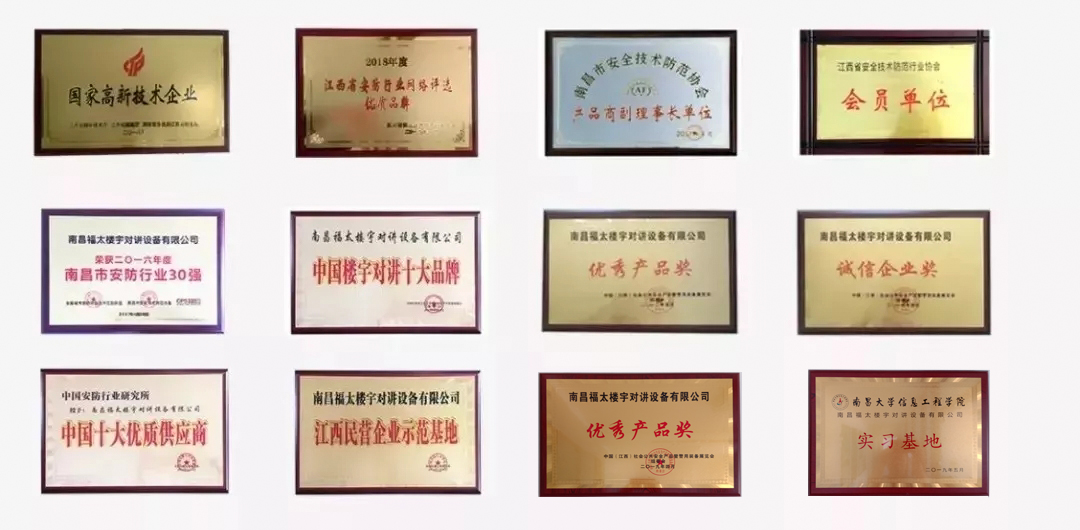 国家高新技术企业
2018年度
江西省安防行业网络评选
优质品牌
南昌市安全技术防范协会
产品商副理事长单位
江西省安全技术防范行业协会
会员单位
南昌福太楼宇对讲设备有限公司
荣获二〇一六年度
南昌市安防行业30强
南昌福太楼宇对讲设备有限公司
中国楼宇对讲十大品牌
南昌福太楼宇对讲设备有限公司
优秀产品奖
南昌福太楼宇对讲设备有限公司
诚信企业奖
中国安防行业研究所
授予：南昌福太楼宇对讲设备有限公司
中国十大优质供应商
南昌福太楼宇对讲设备有限公司
江西民营企业示范基地
南昌福太楼宇对讲设备有限公司
优秀产品奖
南昌大学信息工程学院
南昌福太楼宇对讲设备有限公司
实习基地
二〇一九年五月